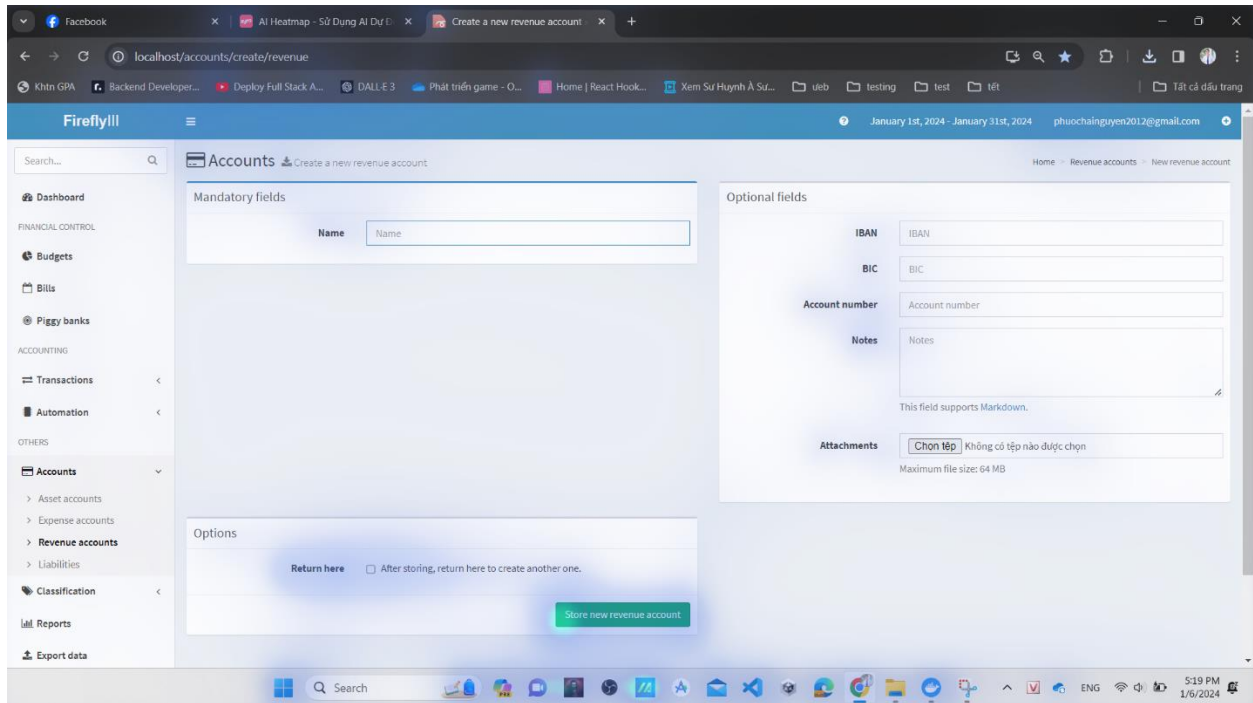 Facebook
AI Heatmap - Sử Dụng AI Dự Đ
Create a new revenue account
localhost/accounts/create/revenue
Khtn GPA
Backend Developer...
Deploy Full Stack A...
DALL·E 3
Phát triển game - O...
Home | React Hook...
Xem Sư Huynh À Sư...
ueb
testing
test
tết
Tất cả dấu trang
FireflyIII
January 1st, 2024 - January 31st, 2024
phuochainguyen2012@gmail.com
Search...
Accounts Create a new revenue account
Home > Revenue accounts > New revenue account
Dashboard
FINANCIAL CONTROL
Budgets
Bills
Piggy banks
ACCOUNTING
Transactions
Automation
OTHERS
Accounts
Asset accounts
Expense accounts
Revenue accounts
Liabilities
Classification
Reports
Export data
Mandatory fields
Name Name
Options
Return here After storing, return here to create another one.
Store new revenue account
Optional fields
IBAN IBAN
BIC BIC
Account number Account number
Notes Notes
This field supports Markdown.
Attachments Chọn tệp Không có tệp nào được chọn
Maximum file size: 64 MB
Search
ENG
5:19 PM
1/6/2024